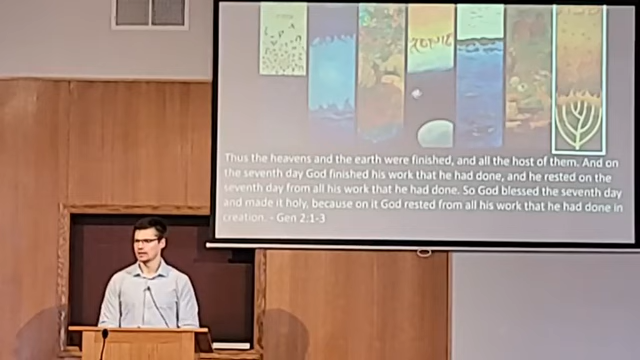 Thus the heavens and the earth were finished, and all the host of them. And on
the seventh day God finished his work that he had done, and he rested on the
seventh day from all his work that he had done. So God blessed the seventh day
and made it holy, because on it God rested from all his work that he had done in
creation. - Gen 2:1-3